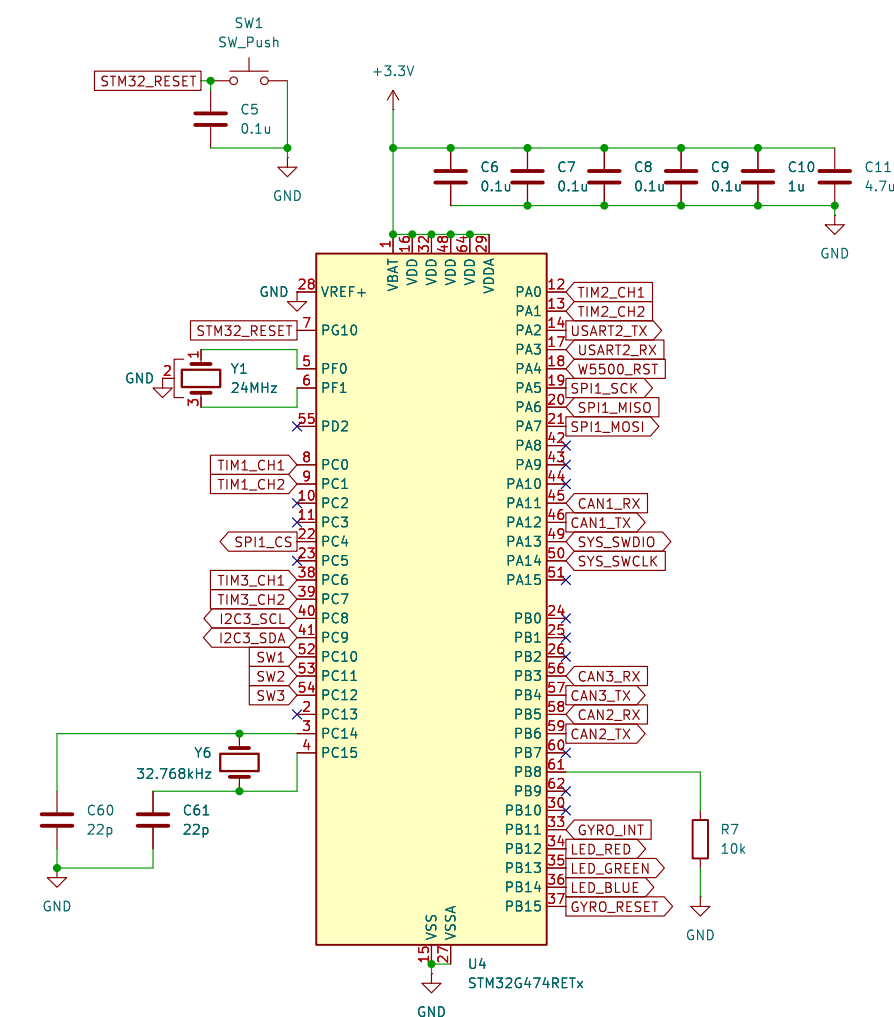 SW1
SW_Push
STM32_RESET
C5
0.1u
GND
+3.3V
C6
0.1u
C7
0.1u
C8
0.1u
C9
0.1u
C10
1u
C11
4.7u
GND
1 16 32 48 64 29
VBAT VDD VDD VDD VDD VDDA
GND 28 VREF+
STM32_RESET 7 PG10
GND 2 1 3 Y1
24MHz
5 PF0
6 PF1
55 PD2
TIM1_CH1 8 PC0
TIM1_CH2 9 PC1
10 PC2
11 PC3
SPI1_CS 22 PC4
23 PC5
TIM3_CH1 38 PC6
TIM3_CH2 39 PC7
I2C3_SCL 40 PC8
I2C3_SDA 41 PC9
SW1 52 PC10
SW2 53 PC11
SW3 54 PC12
2 PC13
3 PC14
4 PC15
Y6
32.768kHz
C60
22p
C61
22p
GND
PA0 12 TIM2_CH1
PA1 13 TIM2_CH2
PA2 14 USART2_TX
PA3 17 USART2_RX
PA4 18 W5500_RST
PA5 19 SPI1_SCK
PA6 20 SPI1_MISO
PA7 21 SPI1_MOSI
PA8 42
PA9 43
PA10 44
PA11 45 CAN1_RX
PA12 46 CAN1_TX
PA13 49 SYS_SWDIO
PA14 50 SYS_SWCLK
PA15 51
PB0 24
PB1 25
PB2 26
PB3 56 CAN3_RX
PB4 57 CAN3_TX
PB5 58 CAN2_RX
PB6 59 CAN2_TX
PB7 60
PB8 61
PB9 62
PB10 30
PB11 33 GYRO_INT
PB12 34 LED_RED
PB13 35 LED_GREEN
PB14 36 LED_BLUE
PB15 37 GYRO_RESET
R7
10k
GND
VSS VSSA
15 27
U4
STM32G474RETx
GND